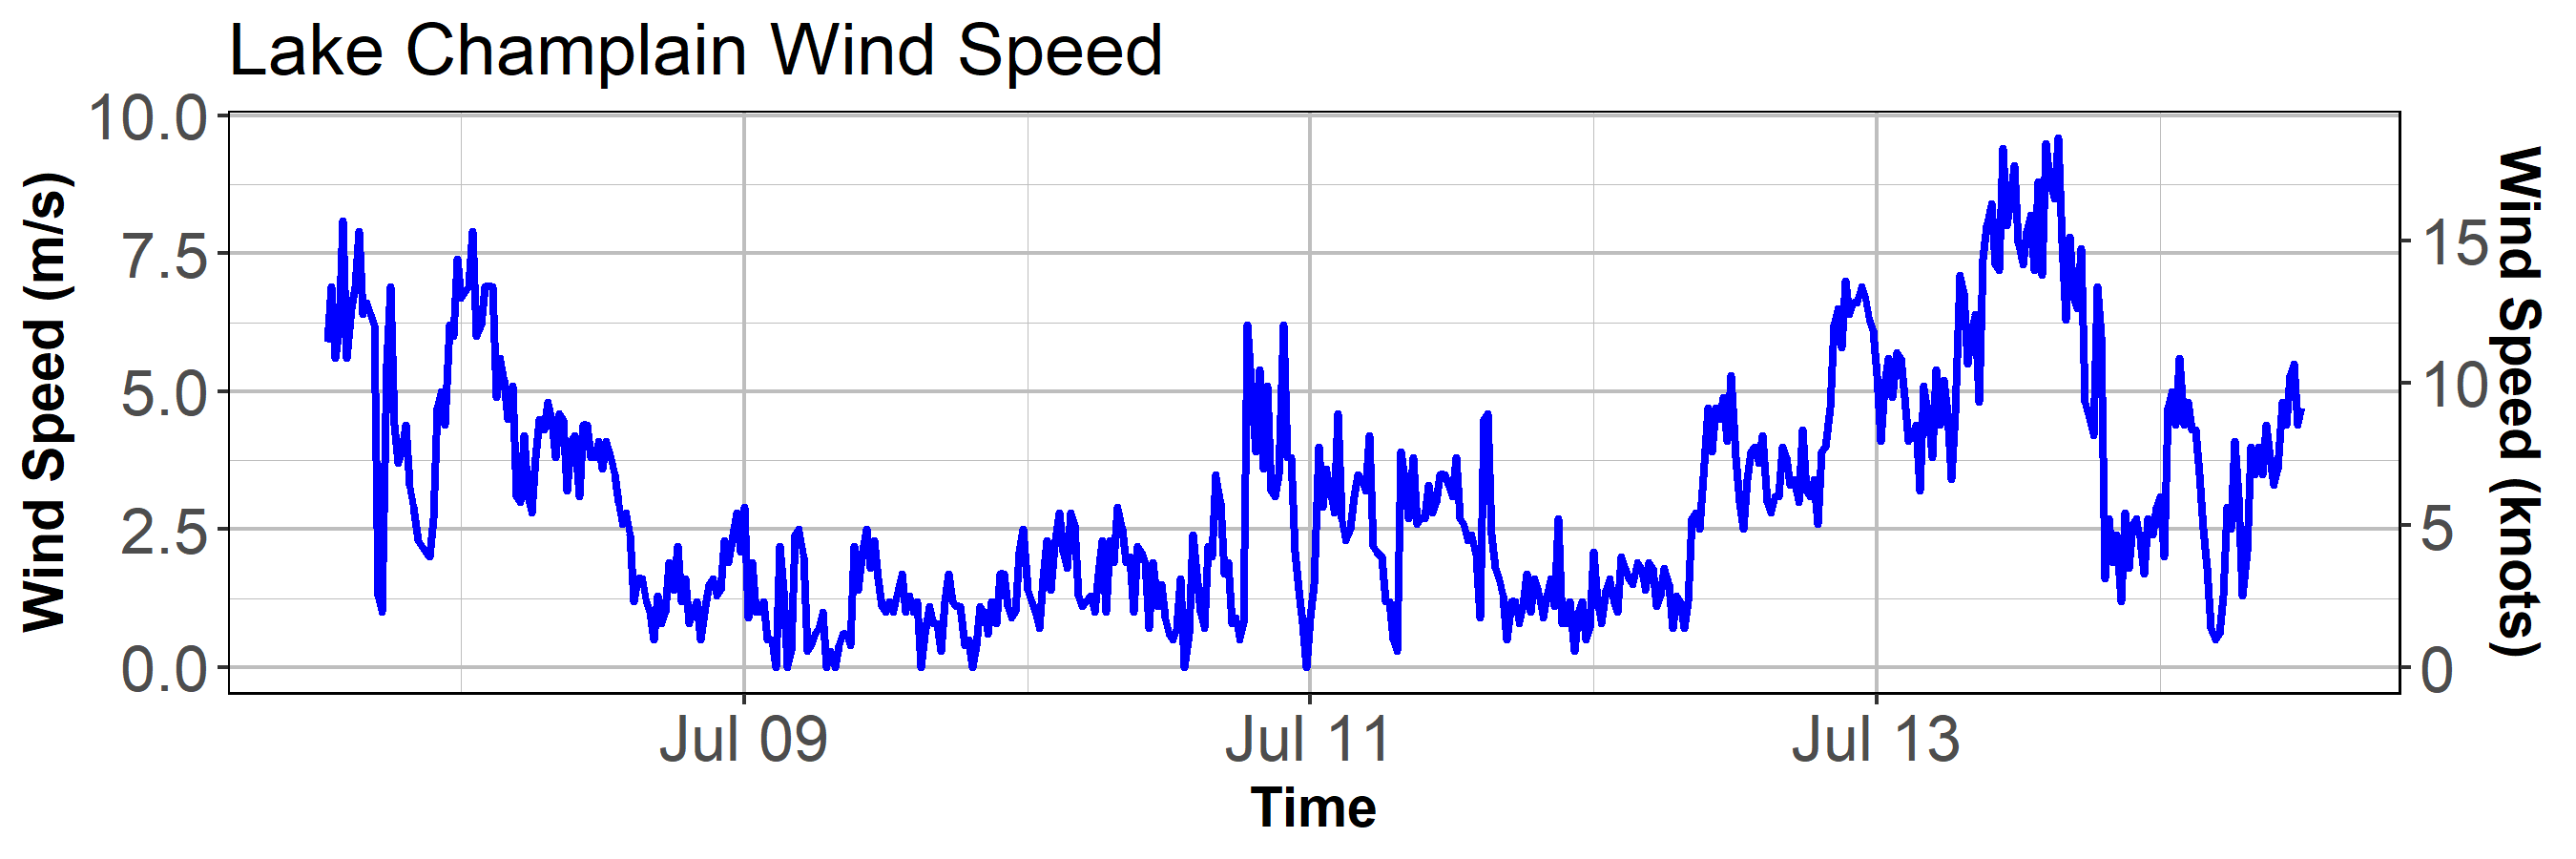 Lake Champlain Wind Speed
Wind Speed (m/s)
10.0
7.5
5.0
2.5
0.0
Wind Speed (knots)
15
10
5
0
Jul 09
Jul 11
Jul 13
Time